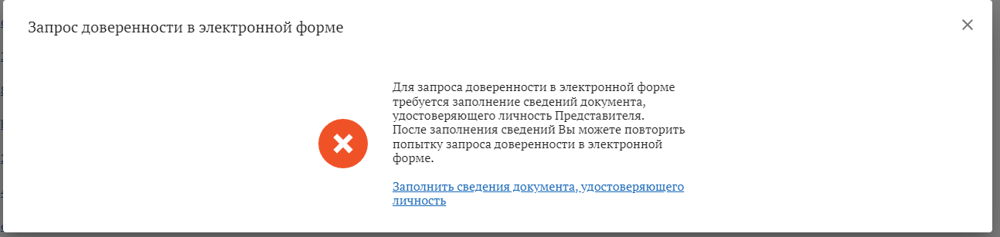 Запрос доверенности в электронной форме
Для запроса доверенности в электронной форме
требуется заполнение сведений документа,
удостоверяющего личность Представителя.
После заполнения сведений Вы можете повторить
попытку запроса доверенности в электронной
форме.
Заполнить сведения документа, удостоверяющего
личность